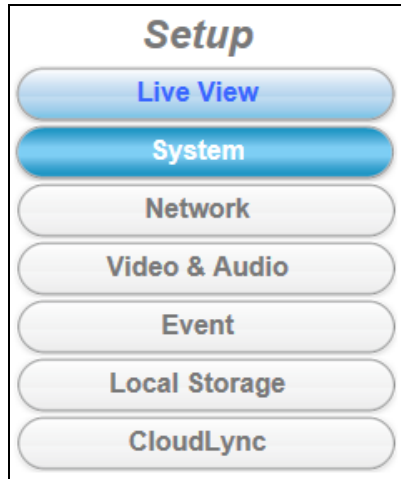 Setup
Live View
System
Network
Video & Audio
Event
Local Storage
CloudLync